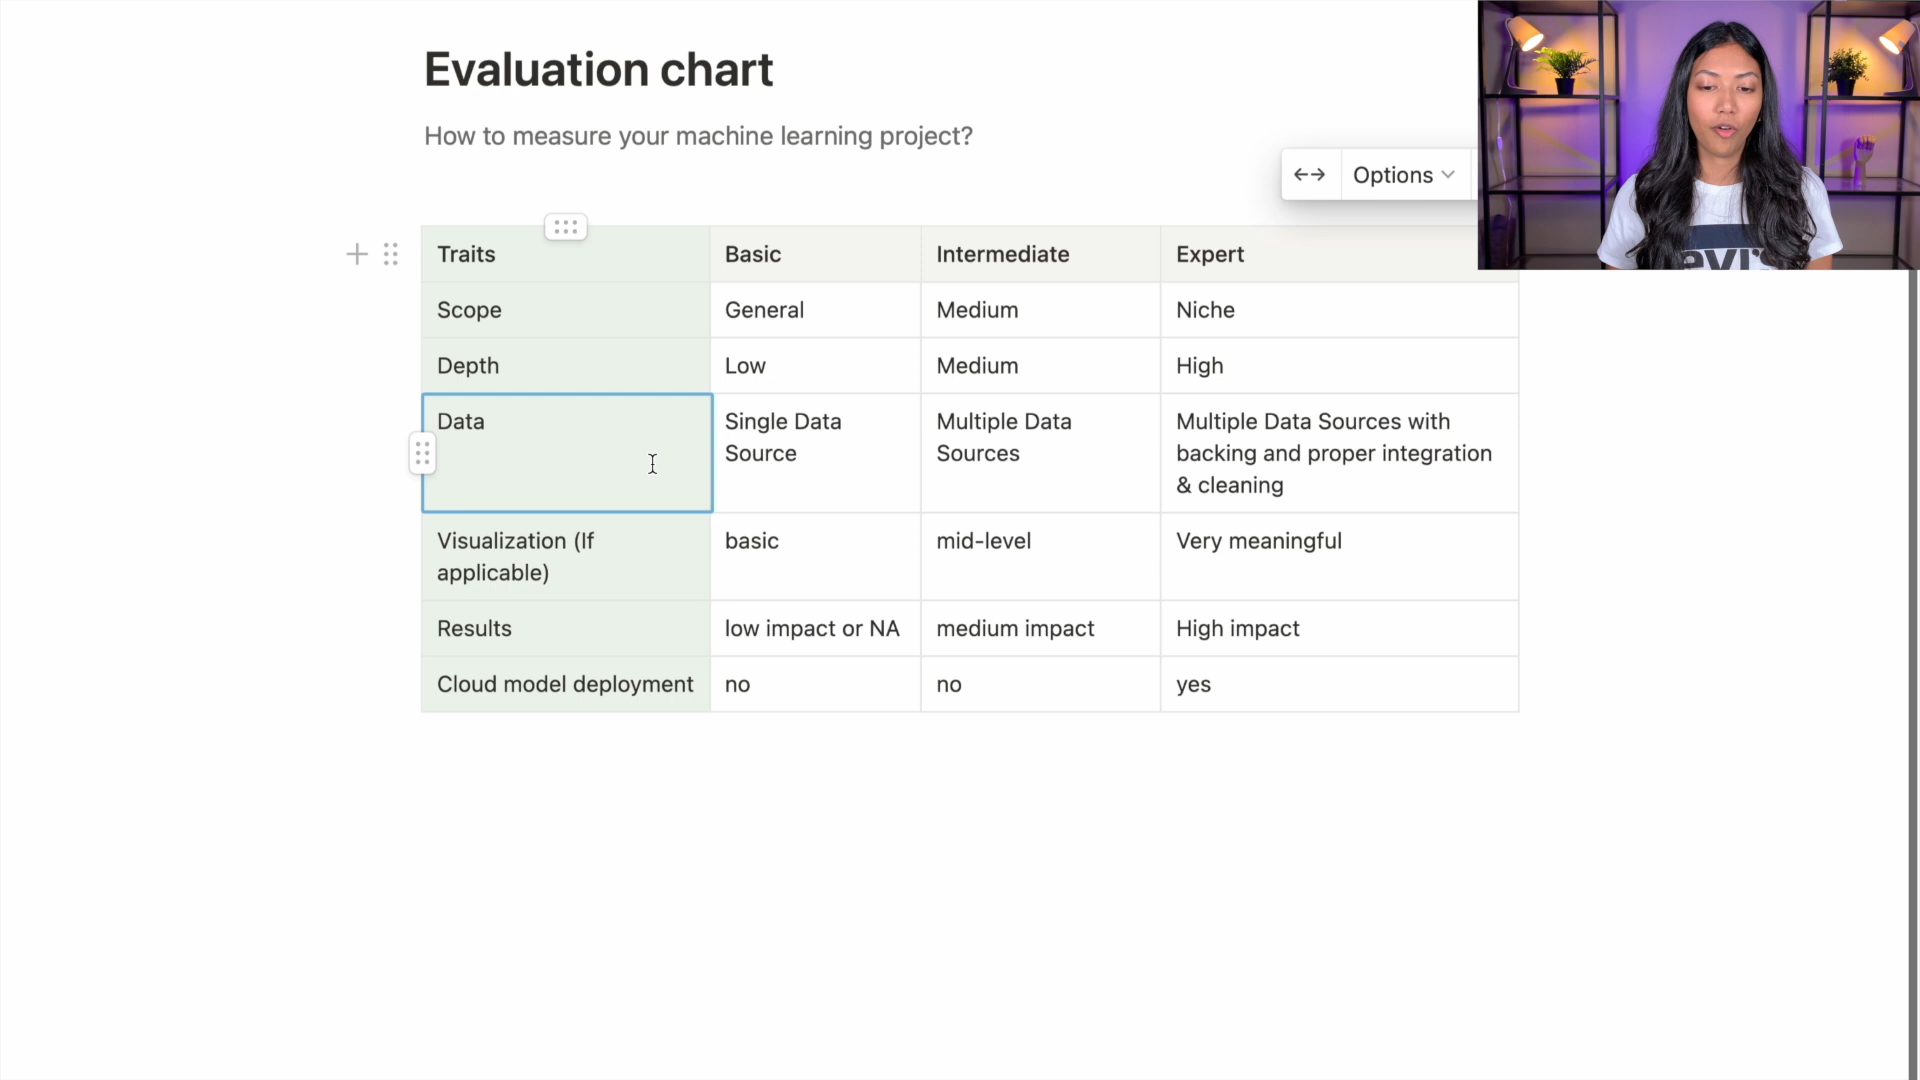 Evaluation chart
How to measure your machine learning project?
Options
Traits Basic Intermediate Expert
Scope General Medium Niche
Depth Low Medium High
Data Single Data Multiple Data Multiple Data Sources with
Source Sources backing and proper integration
& cleaning
Visualization (If basic mid-level Very meaningful
applicable)
Results low impact or NA medium impact High impact
Cloud model deployment no no yes